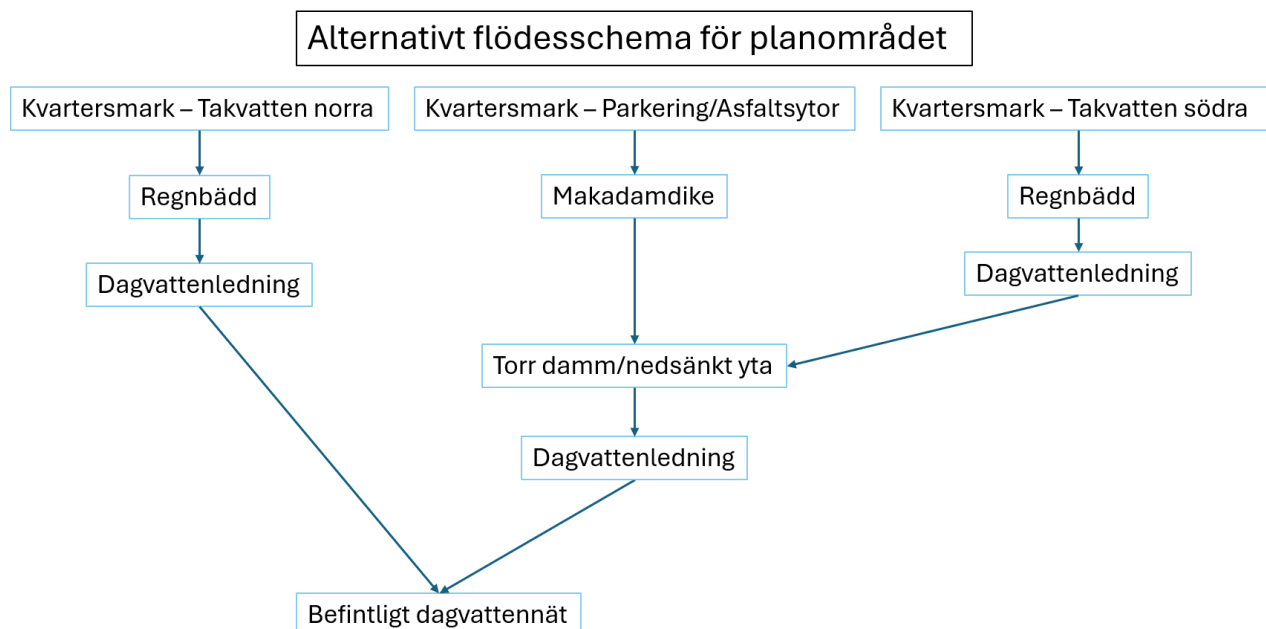 Alternativt flödesschema för planområdet
Kvartersmark – Takvatten norra
Kvartersmark – Parkering/Asfaltsytor
Kvartersmark – Takvatten södra
Regnbädd
Makadamdike
Regnbädd
Dagvattenledning
Dagvattenledning
Torr damm/nedsänkt yta
Dagvattenledning
Befintligt dagvattennät